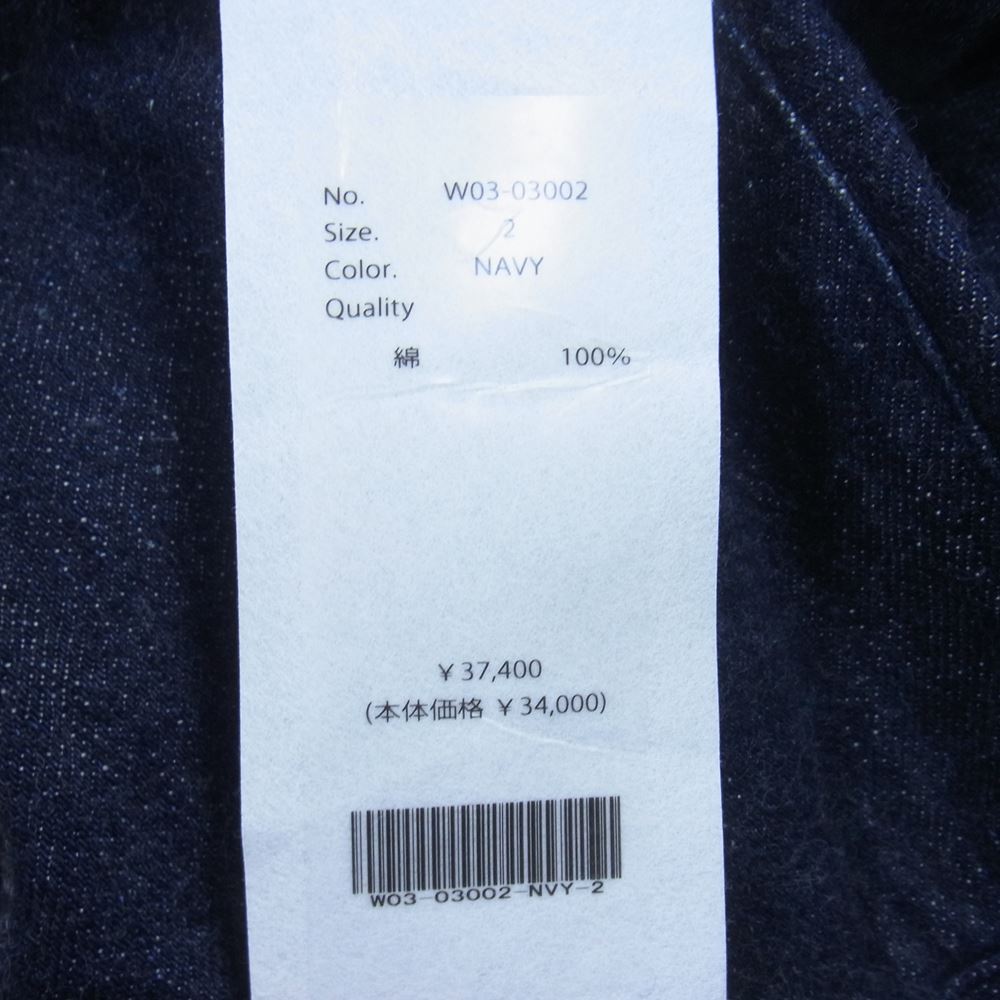 No. W03-03002
Size. 2
Color. NAVY
Quality
綿 100%
¥37,400
(本体価格 ¥34,000)
W03-03002-NVY-2